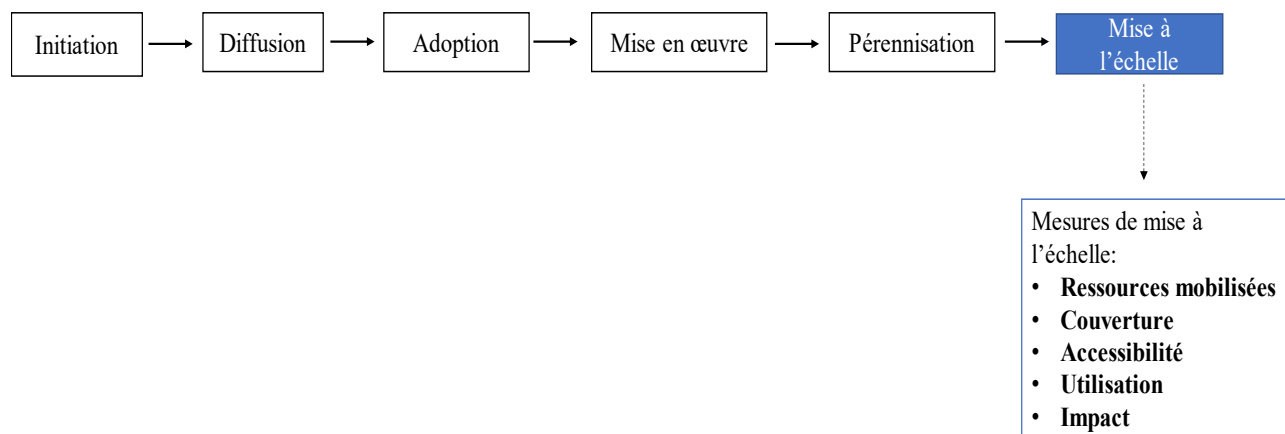 Initiation
Diffusion
Adoption
Mise en œuvre
Pérennisation
Mise à
l’échelle
Mesures de mise à
l’échelle:
• Ressources mobilisées
• Couverture
• Accessibilité
• Utilisation
• Impact